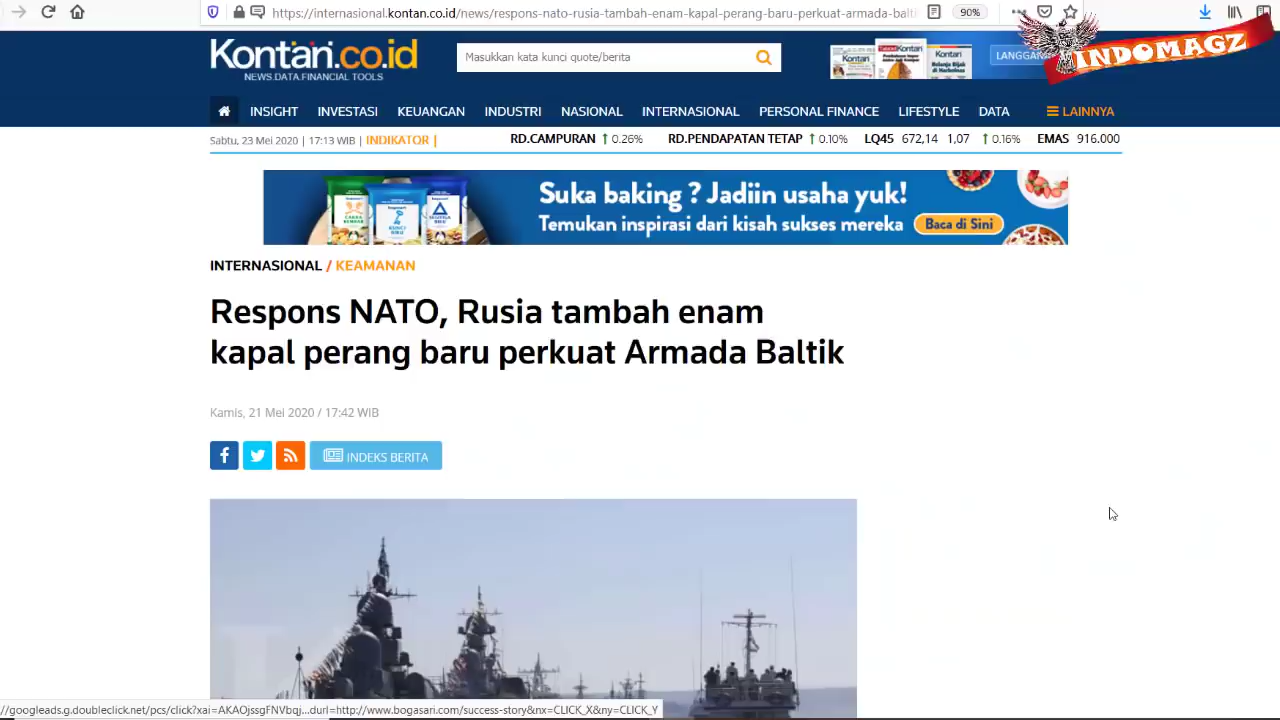 https://internasional.kontan.co.id/news/respons-nato-rusia-tambah-enam-kapal-perang-baru-perkuat-armada-balti
90%
INDOMAGZ
Kontan.co.id
NEWS.DATA.FINANCIAL TOOLS
Masukkan kata kunci quote/berita
LANGGAN
INSIGHT INVESTASI KEUANGAN INDUSTRI NASIONAL INTERNASIONAL PERSONAL FINANCE LIFESTYLE DATA LAINNYA
Sabtu, 23 Mei 2020 | 17:13 WIB | INDIKATOR | RD.CAMPURAN 0.26% RD.PENDAPATAN TETAP 0.10% LQ45 672,14 1,07 0.16% EMAS 916.000
Suka baking ? Jadiin usaha yuk!
Temukan inspirasi dari kisah sukses mereka Baca di Sini
INTERNASIONAL / KEAMANAN
Respons NATO, Rusia tambah enam
kapal perang baru perkuat Armada Baltik
Kamis, 21 Mei 2020 / 17:42 WIB
INDEKS BERITA
//googleads.g.doubleclick.net/pcs/click?xai=AKAOjssgFNVbqj...durl=http://www.bogasari.com/success-story&nx=CLICK_X&ny=CLICK_Y